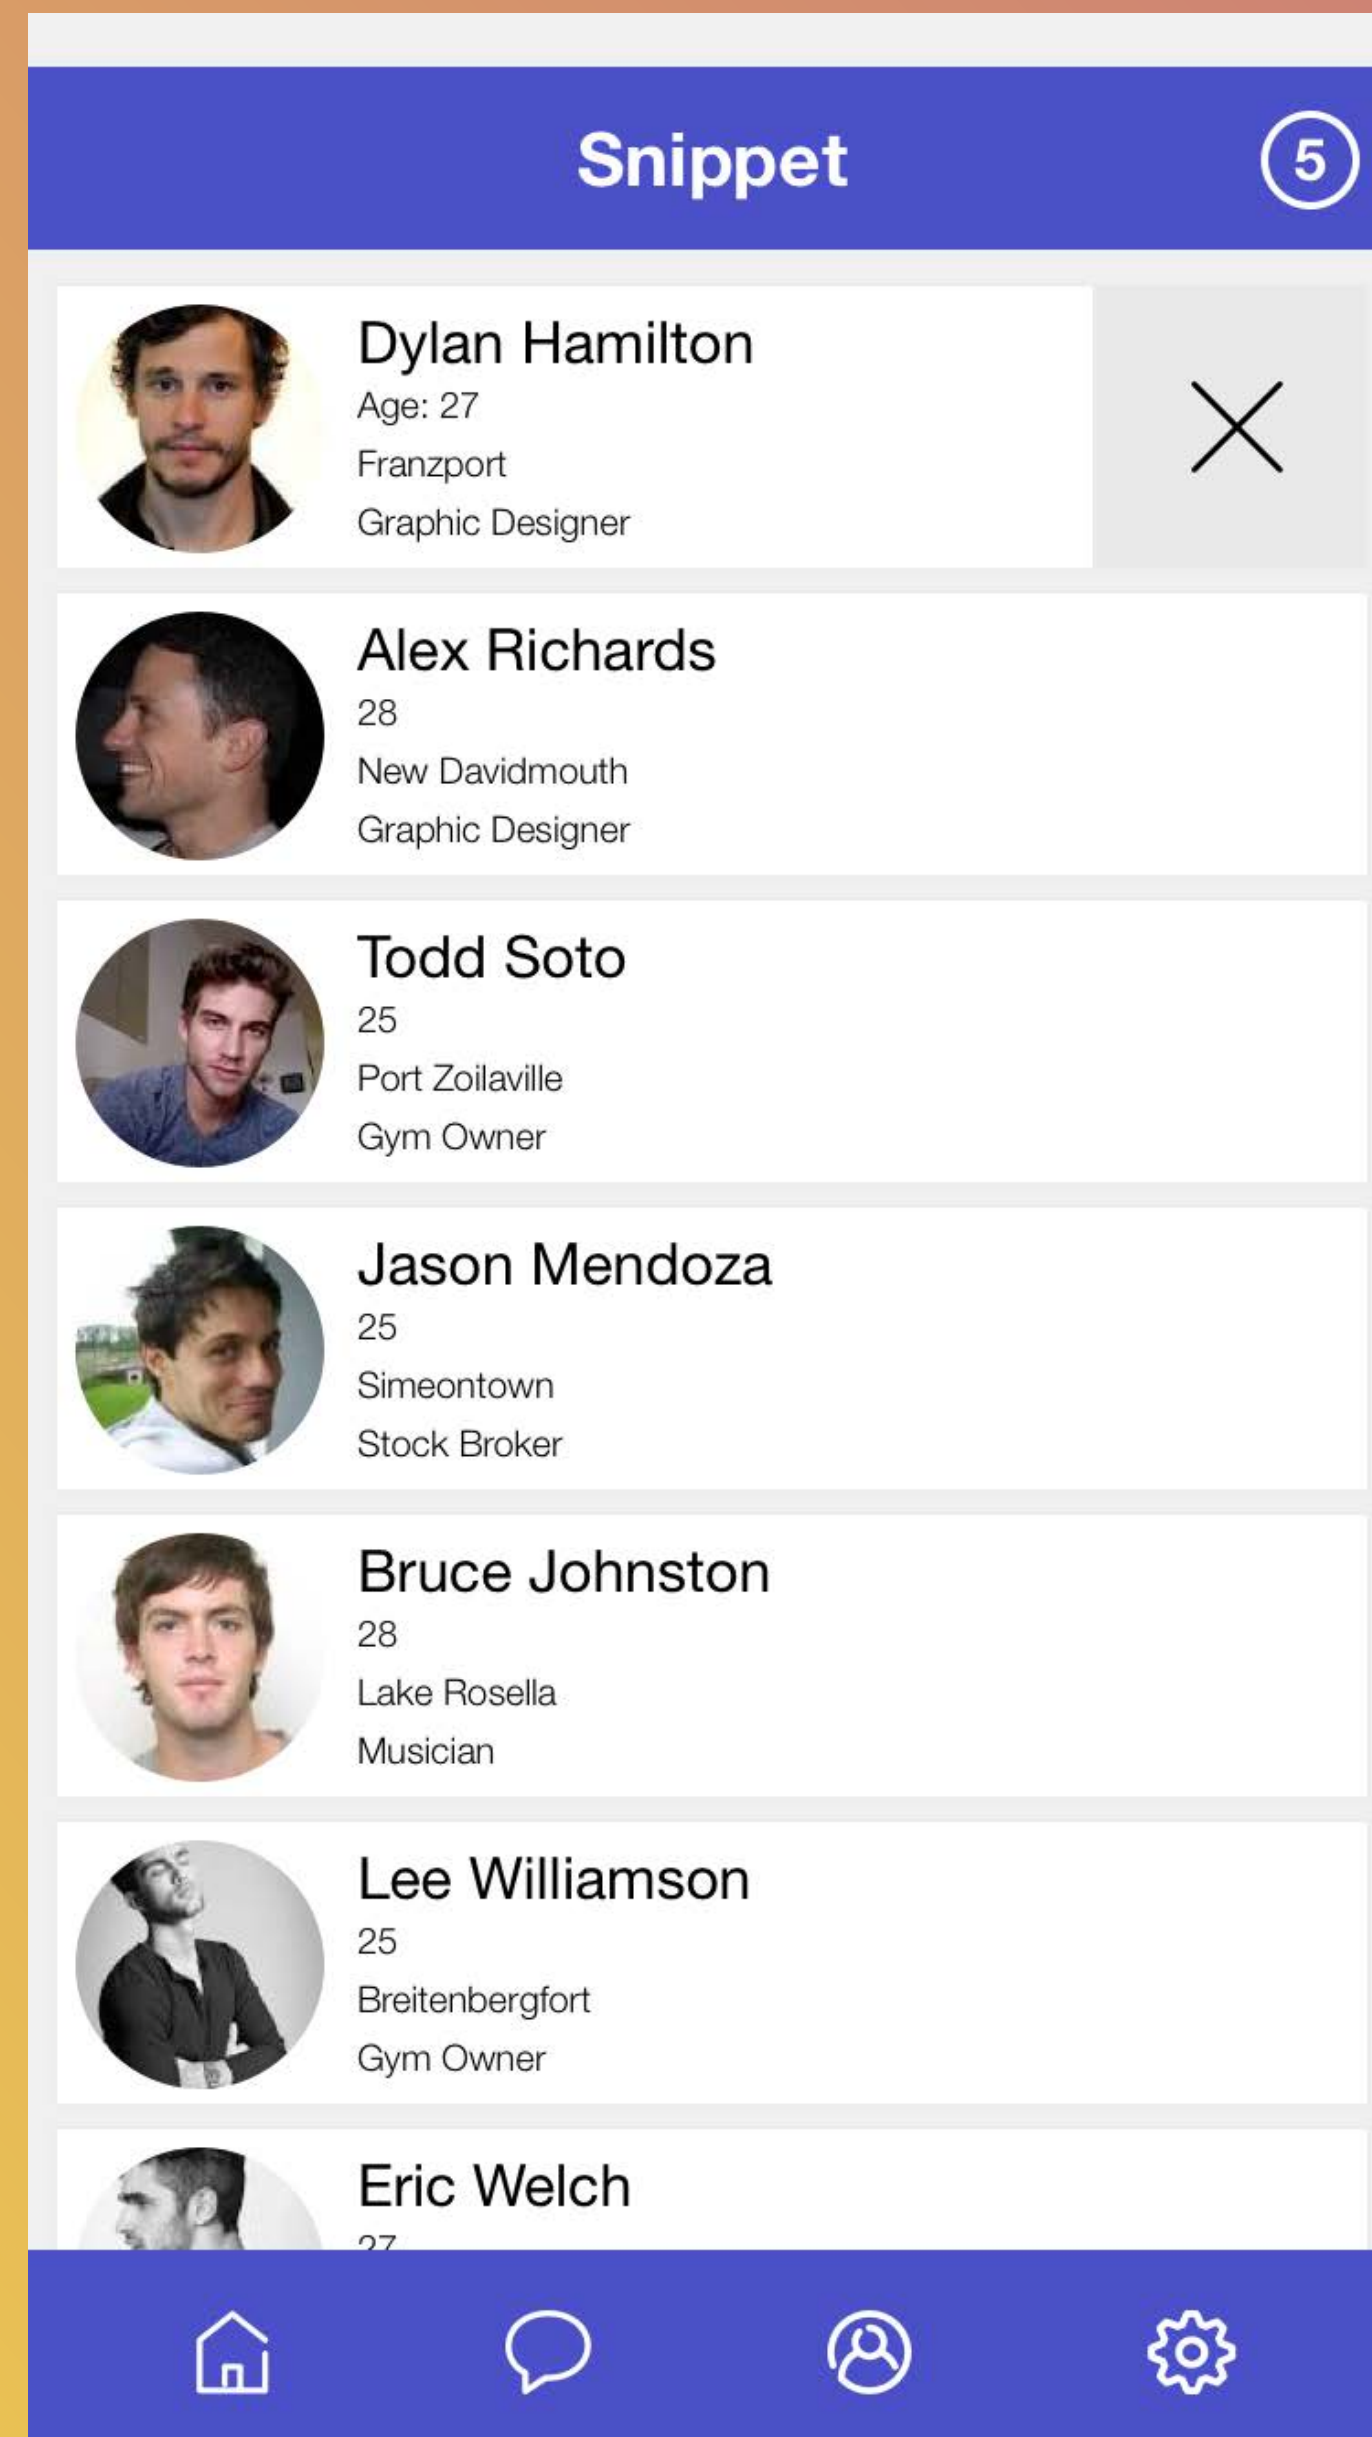 Snippet
5
Dylan Hamilton
Age: 27
Franzport
Graphic Designer
Alex Richards
28
New Davidmouth
Graphic Designer
Todd Soto
25
Port Zoilaville
Gym Owner
Jason Mendoza
25
Simeontown
Stock Broker
Bruce Johnston
28
Lake Rosella
Musician
Lee Williamson
25
Breitenbergfort
Gym Owner
Eric Welch
27